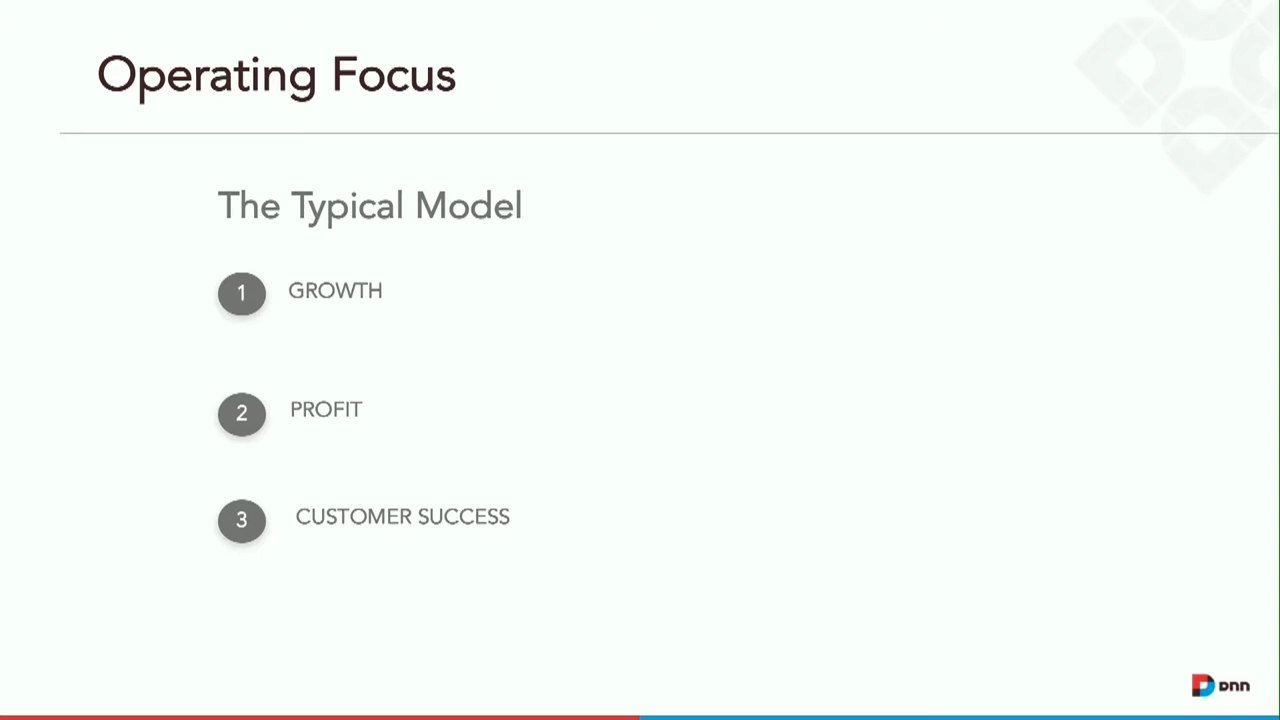 Operating Focus
The Typical Model
1 GROWTH
2 PROFIT
3 CUSTOMER SUCCESS
DNN